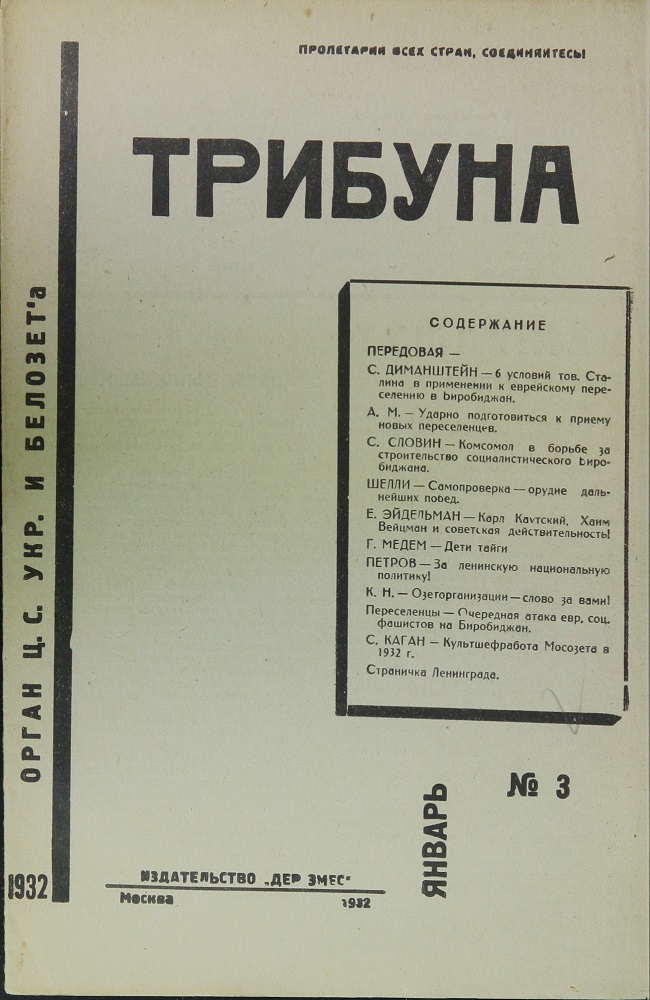 ПРОЛЕТАРИИ ВСЕХ СТРАН, СОЕДИНЯЙТЕСЬ!
ТРИБУНА
ОРГАН Ц. С. УКР. И БЕЛОЗЕТ'а
СОДЕРЖАНИЕ
ПЕРЕДОВАЯ —
С. ДИМАНШТЕЙН — 6 условий тов. Ста-
лина в применении к еврейскому пере-
селению в Биробиджан.
А. М. — Ударно подготовиться к приему
новых переселенцев.
С. СЛОВИН — Комсомол в борьбе за
строительство социалистического Биро-
биджана.
ШЕЛЛИ — Самопроверка — орудие даль-
нейших побед.
Е. ЭЙДЕЛЬМАН — Карл Каутский, Хаим
Вейцман и советская действительность!
Г. МЕДЕМ — Дети тайги
ПЕТРОВ — За ленинскую национальную
политику!
К. Н. — Озеторганизации — слово за вами!
Переселенцы — Очередная атака евр. соц.
фашистов на Биробиджан.
С. КАГАН — Культшефработа Мосозета в
1932 г.
Страничка Ленинграда.
ЯНВАРЬ
№ 3
1932
ИЗДАТЕЛЬСТВО „ДЕР ЭМЕС"
Москва 1932